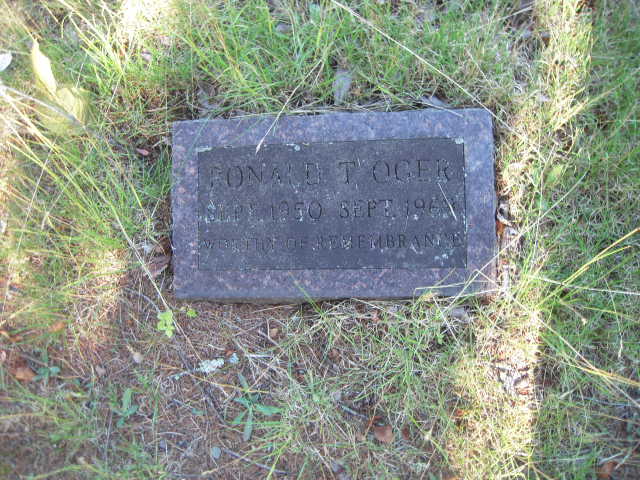 RONALD T. OGER
SEPT. 1950 SEPT.
WORTHY OF REMEMBRANCE